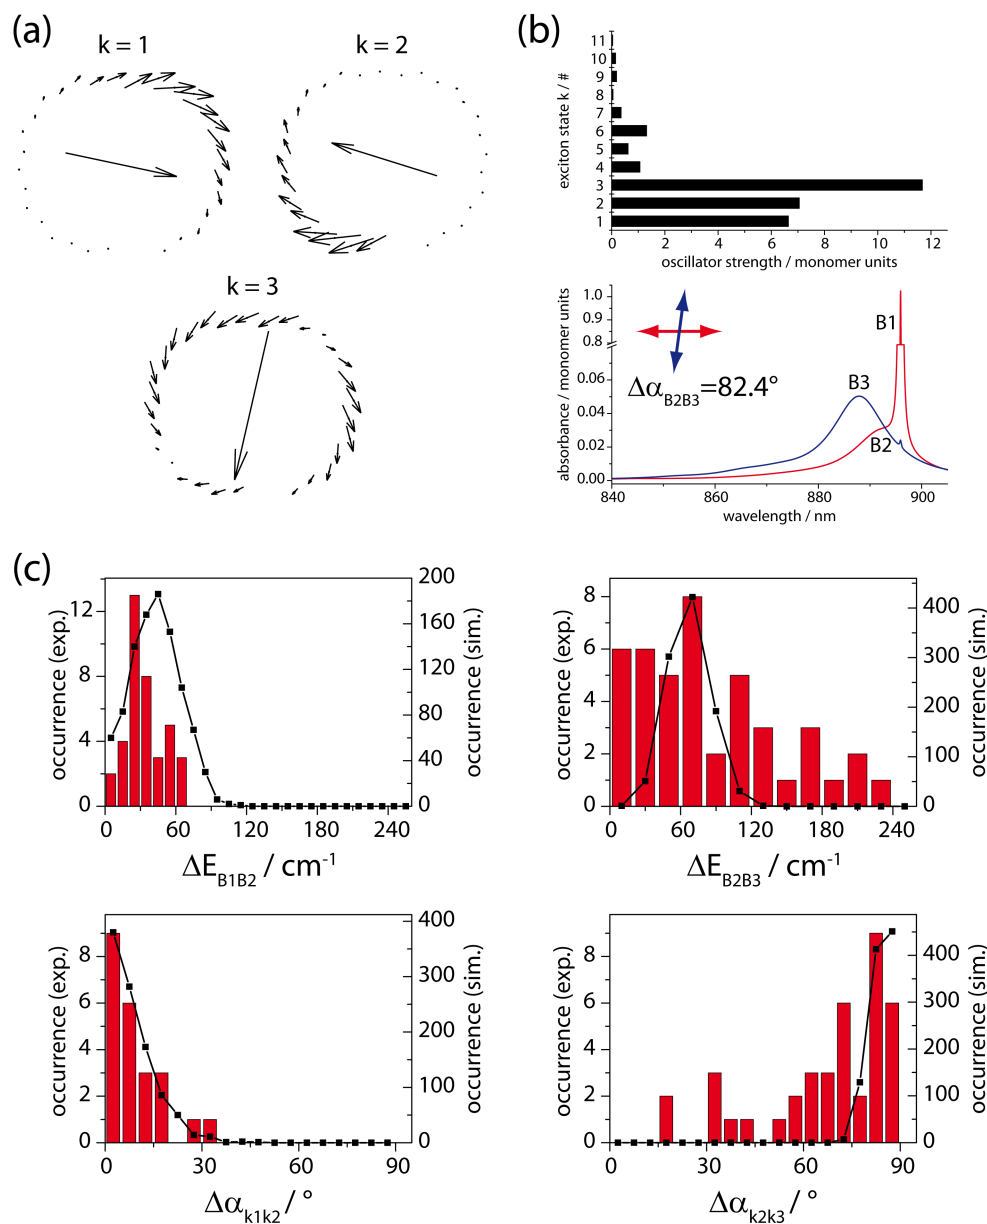 (a)
k = 1
k = 2
k = 3
(b)
exciton state k / #
11
10
9
8
7
6
5
4
3
2
1
0 2 4 6 8 10 12
oscillator strength / monomer units
absorbance / monomer units
1.0
0.9
0.8
0.06
0.04
0.02
0.00
B1
B3
B2
Δα_B2B3=82.4°
840 860 880 900
wavelength / nm
(c)
occurrence (exp.)
12
8
4
0
200
160
120
80
40
0
occurrence (sim.)
0 60 120 180 240
ΔE_B1B2 / cm⁻¹
occurrence (exp.)
8
6
4
2
0
400
300
200
100
0
occurrence (sim.)
0 60 120 180 240
ΔE_B2B3 / cm⁻¹
occurrence (exp.)
8
6
4
2
0
400
300
200
100
0
occurrence (sim.)
0 30 60 90
Δα_k1k2 / °
occurrence (exp.)
8
6
4
2
0
400
300
200
100
0
occurrence (sim.)
0 30 60 90
Δα_k2k3 / °